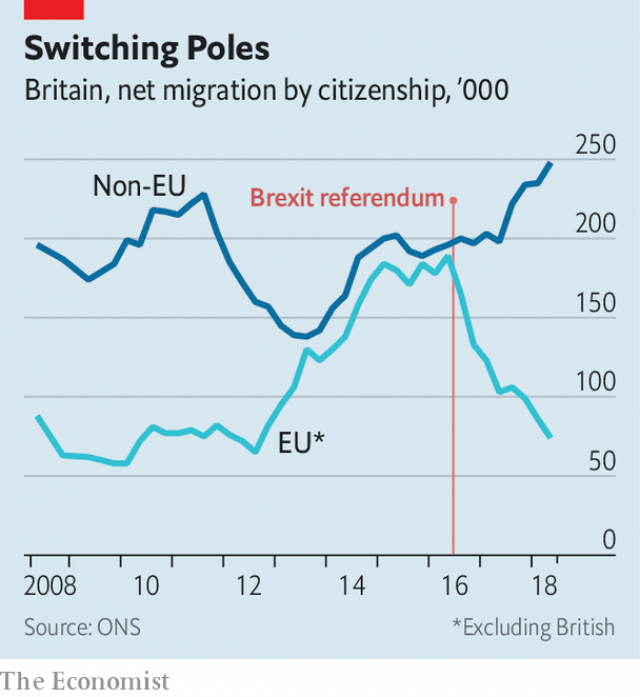 Switching Poles
Britain, net migration by citizenship, ’000
250
Non-EU
Brexit referendum
200
150
100
EU*
50
0
2008 10 12 14 16 18
Source: ONS *Excluding British
The Economist